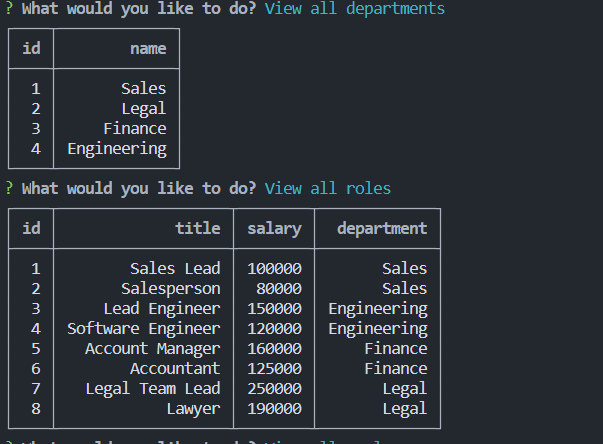 ? What would you like to do? View all departments
id name
1 Sales
2 Legal
3 Finance
4 Engineering
? What would you like to do? View all roles
id title salary department
1 Sales Lead 100000 Sales
2 Salesperson 80000 Sales
3 Lead Engineer 150000 Engineering
4 Software Engineer 120000 Engineering
5 Account Manager 160000 Finance
6 Accountant 125000 Finance
7 Legal Team Lead 250000 Legal
8 Lawyer 190000 Legal